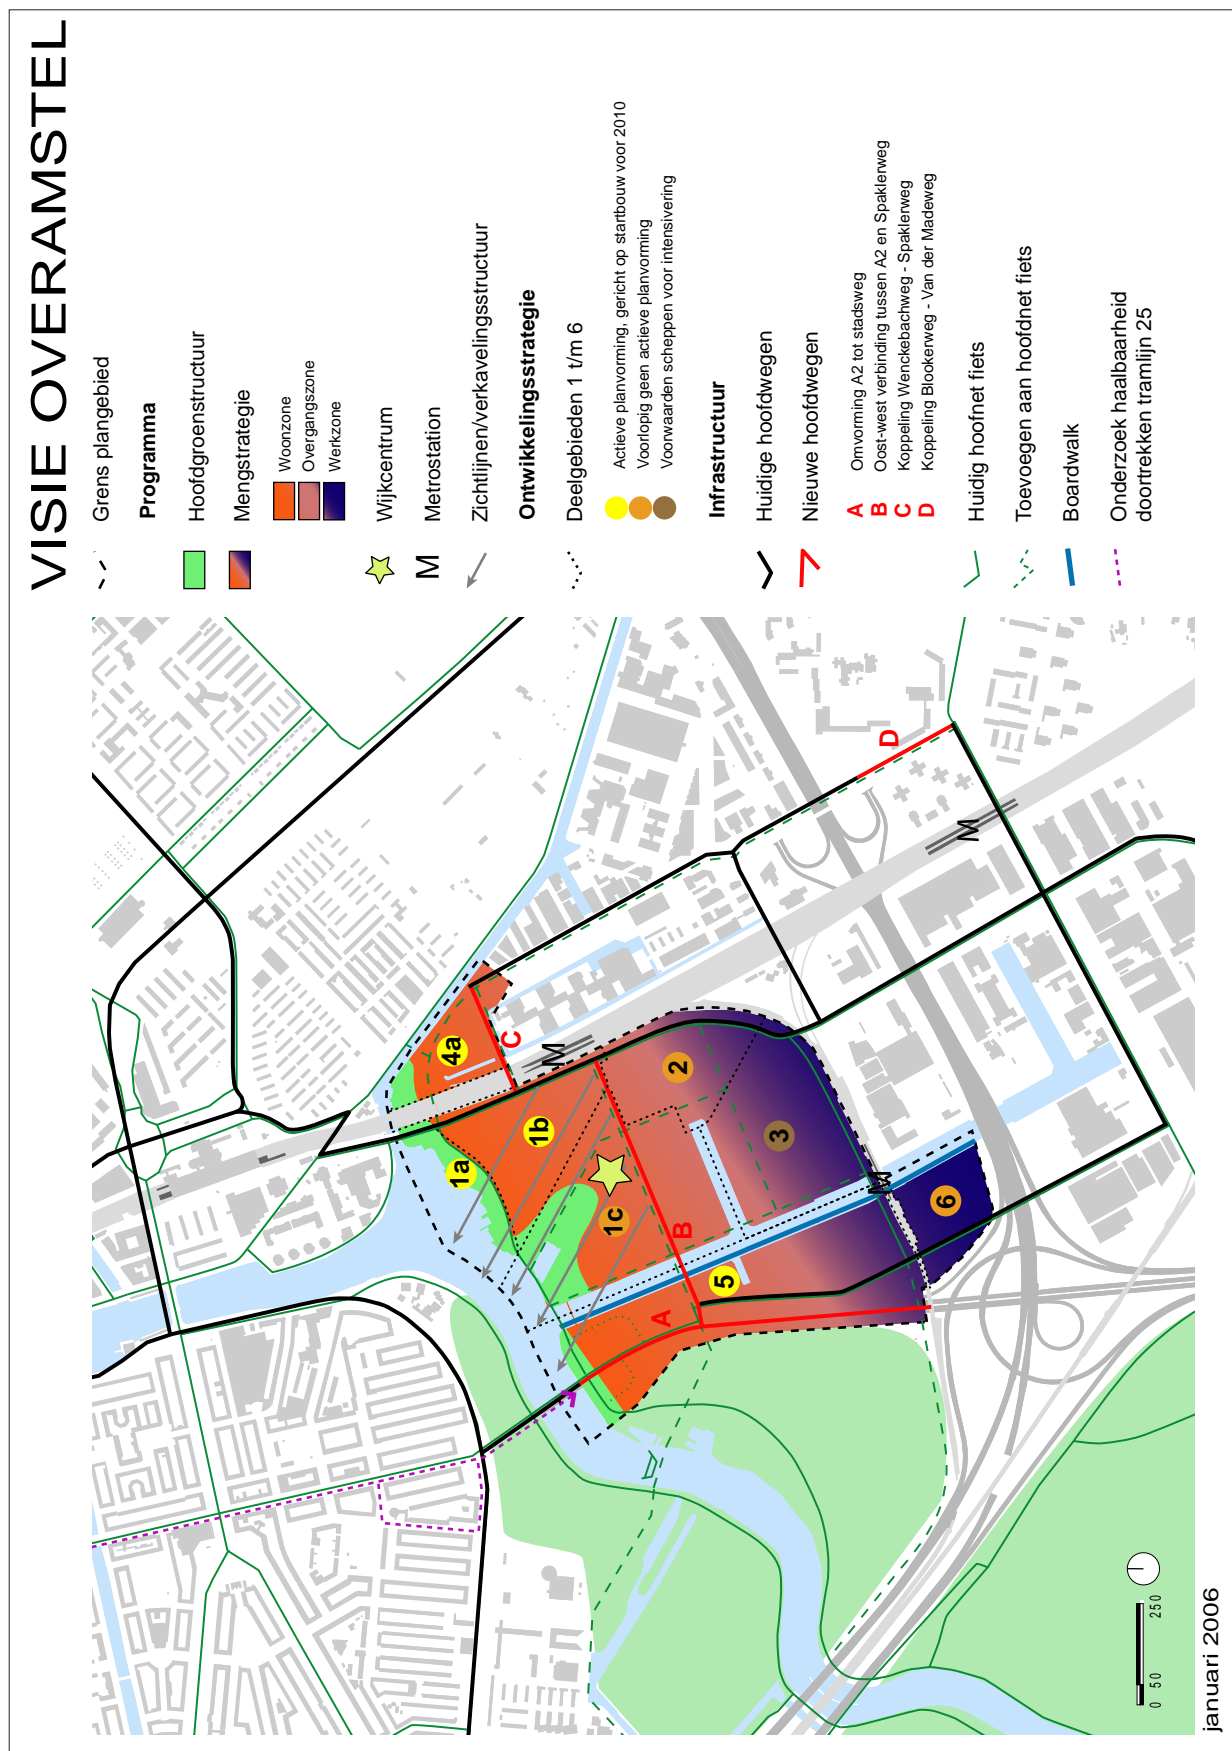 VISIE OVERAMSTEL
Grens plangebied
Programma
Hoofdgroenstructuur
Mengstrategie
Woonzone
Overgangszone
Werkzone
Wijkcentrum
M Metrostation
Zichtlijnen/verkavelingsstructuur
Ontwikkelingsstrategie
Deelgebieden 1 t/m 6
Actieve planvorming, gericht op startbouw voor 2010
Voorlopig geen actieve planvorming
Voorwaarden scheppen voor intensivering
Infrastructuur
Huidige hoofdwegen
Nieuwe hoofdwegen
A Omvorming A2 tot stadsweg
B Oost-west verbinding tussen A2 en Spaklerweg
C Koppeling Wenckebachweg - Spaklerweg
D Koppeling Blookerweg - Van der Madeweg
Huidig hoofnet fiets
Toevoegen aan hoofdnet fiets
Boardwalk
Onderzoek haalbaarheid
doortrekken tramlijn 25
4a
C
M
1a
1b
1c
2
3
B
A
5
M
6
D
M
0 50 250
januari 2006